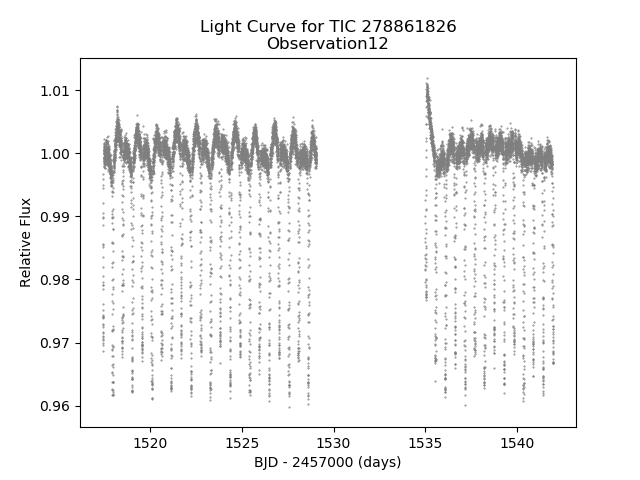 Light Curve for TIC 278861826
Observation12
1.01
1.00
0.99
0.98
0.97
0.96
Relative Flux
1520 1525 1530 1535 1540
BJD - 2457000 (days)